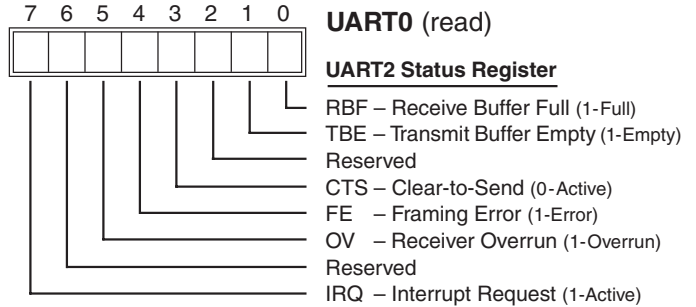 7 6 5 4 3 2 1 0
UART0 (read)
UART2 Status Register
RBF – Receive Buffer Full (1-Full)
TBE – Transmit Buffer Empty (1-Empty)
Reserved
CTS – Clear-to-Send (0-Active)
FE – Framing Error (1-Error)
OV – Receiver Overrun (1-Overrun)
Reserved
IRQ – Interrupt Request (1-Active)